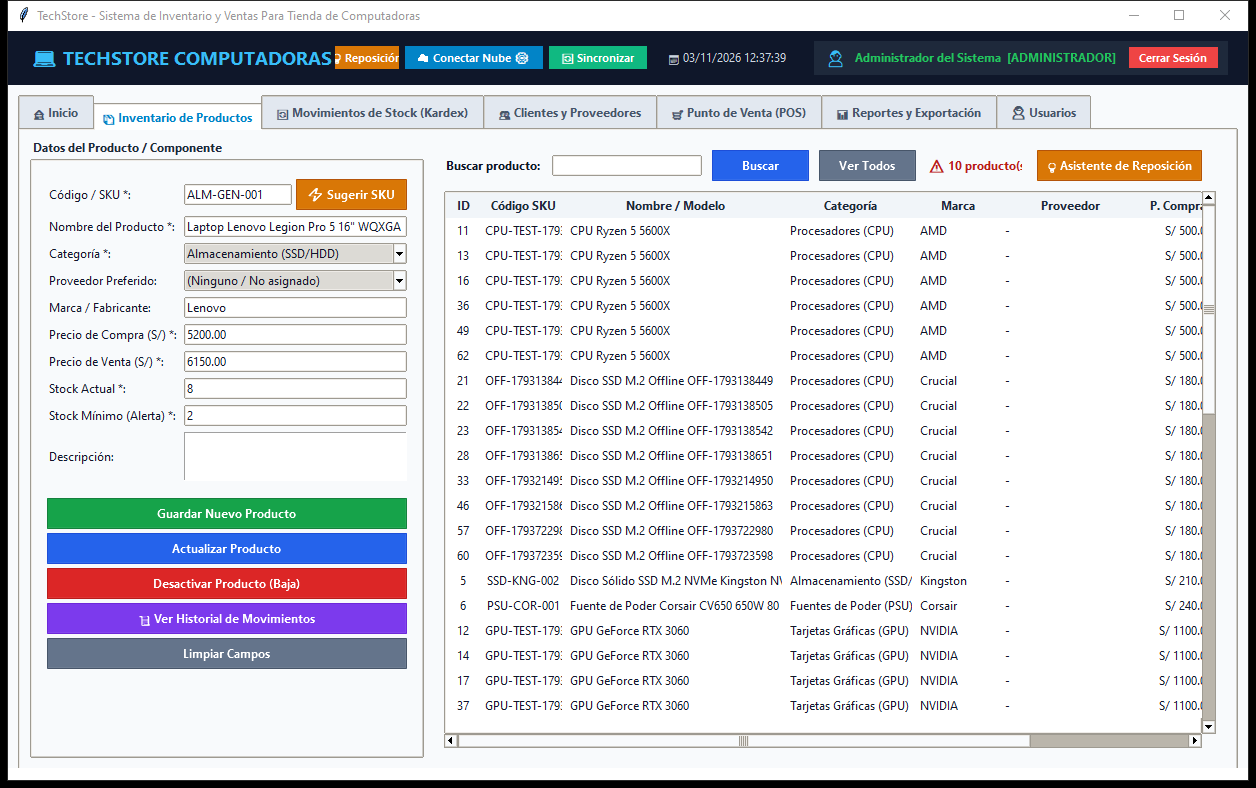 TechStore - Sistema de Inventario y Ventas Para Tienda de Computadoras
TECHSTORE COMPUTADORAS
Reposición
Conectar Nube
Sincronizar
03/11/2026 12:37:39
Administrador del Sistema [ADMINISTRADOR]
Cerrar Sesión
Inicio
Inventario de Productos
Movimientos de Stock (Kardex)
Clientes y Proveedores
Punto de Venta (POS)
Reportes y Exportación
Usuarios
Datos del Producto / Componente
Código / SKU *: ALM-GEN-001 Sugerir SKU
Nombre del Producto *: Laptop Lenovo Legion Pro 5 16" WQXGA
Categoría *: Almacenamiento (SSD/HDD)
Proveedor Preferido: (Ninguno / No asignado)
Marca / Fabricante: Lenovo
Precio de Compra (S/) *: 5200.00
Precio de Venta (S/) *: 6150.00
Stock Actual *: 8
Stock Mínimo (Alerta) *: 2
Descripción:
Guardar Nuevo Producto
Actualizar Producto
Desactivar Producto (Baja)
Ver Historial de Movimientos
Limpiar Campos
Buscar producto: Buscar Ver Todos 10 producto(s Asistente de Reposición
ID Código SKU Nombre / Modelo Categoría Marca Proveedor P. Compra
11 CPU-TEST-179 CPU Ryzen 5 5600X Procesadores (CPU) AMD - S/ 500.
13 CPU-TEST-179 CPU Ryzen 5 5600X Procesadores (CPU) AMD - S/ 500.
16 CPU-TEST-179 CPU Ryzen 5 5600X Procesadores (CPU) AMD - S/ 500.
36 CPU-TEST-179 CPU Ryzen 5 5600X Procesadores (CPU) AMD - S/ 500.
49 CPU-TEST-179 CPU Ryzen 5 5600X Procesadores (CPU) AMD - S/ 500.
62 CPU-TEST-179 CPU Ryzen 5 5600X Procesadores (CPU) AMD - S/ 500.
21 OFF-17931384 Disco SSD M.2 Offline OFF-1793138449 Procesadores (CPU) Crucial - S/ 180.
22 OFF-17931385 Disco SSD M.2 Offline OFF-1793138505 Procesadores (CPU) Crucial - S/ 180.
23 OFF-17931385 Disco SSD M.2 Offline OFF-1793138542 Procesadores (CPU) Crucial - S/ 180.
28 OFF-17931386 Disco SSD M.2 Offline OFF-1793138651 Procesadores (CPU) Crucial - S/ 180.
33 OFF-17932149 Disco SSD M.2 Offline OFF-1793214950 Procesadores (CPU) Crucial - S/ 180.
46 OFF-17932158 Disco SSD M.2 Offline OFF-1793215863 Procesadores (CPU) Crucial - S/ 180.
57 OFF-17937229 Disco SSD M.2 Offline OFF-1793722980 Procesadores (CPU) Crucial - S/ 180.
60 OFF-17937235 Disco SSD M.2 Offline OFF-1793723598 Procesadores (CPU) Crucial - S/ 180.
5 SSD-KNG-002 Disco Sólido SSD M.2 NVMe Kingston NV Almacenamiento (SSD/ Kingston - S/ 210.
6 PSU-COR-001 Fuente de Poder Corsair CV650 650W 80 Fuentes de Poder (PSU) Corsair - S/ 240.
12 GPU-TEST-179 GPU GeForce RTX 3060 Tarjetas Gráficas (GPU) NVIDIA - S/ 1100.
14 GPU-TEST-179 GPU GeForce RTX 3060 Tarjetas Gráficas (GPU) NVIDIA - S/ 1100.
17 GPU-TEST-179 GPU GeForce RTX 3060 Tarjetas Gráficas (GPU) NVIDIA - S/ 1100.
37 GPU-TEST-179 GPU GeForce RTX 3060 Tarjetas Gráficas (GPU) NVIDIA - S/ 1100.